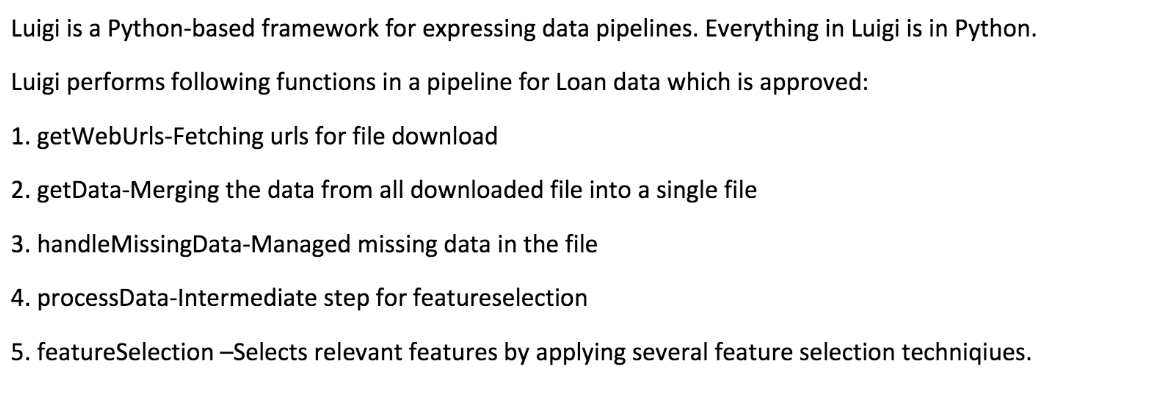 Luigi is a Python-based framework for expressing data pipelines. Everything in Luigi is in Python.
Luigi performs following functions in a pipeline for Loan data which is approved:
1. getWebUrls-Fetching urls for file download
2. getData-Merging the data from all downloaded file into a single file
3. handleMissingData-Managed missing data in the file
4. processData-Intermediate step for featureselection
5. featureSelection –Selects relevant features by applying several feature selection techniqiues.